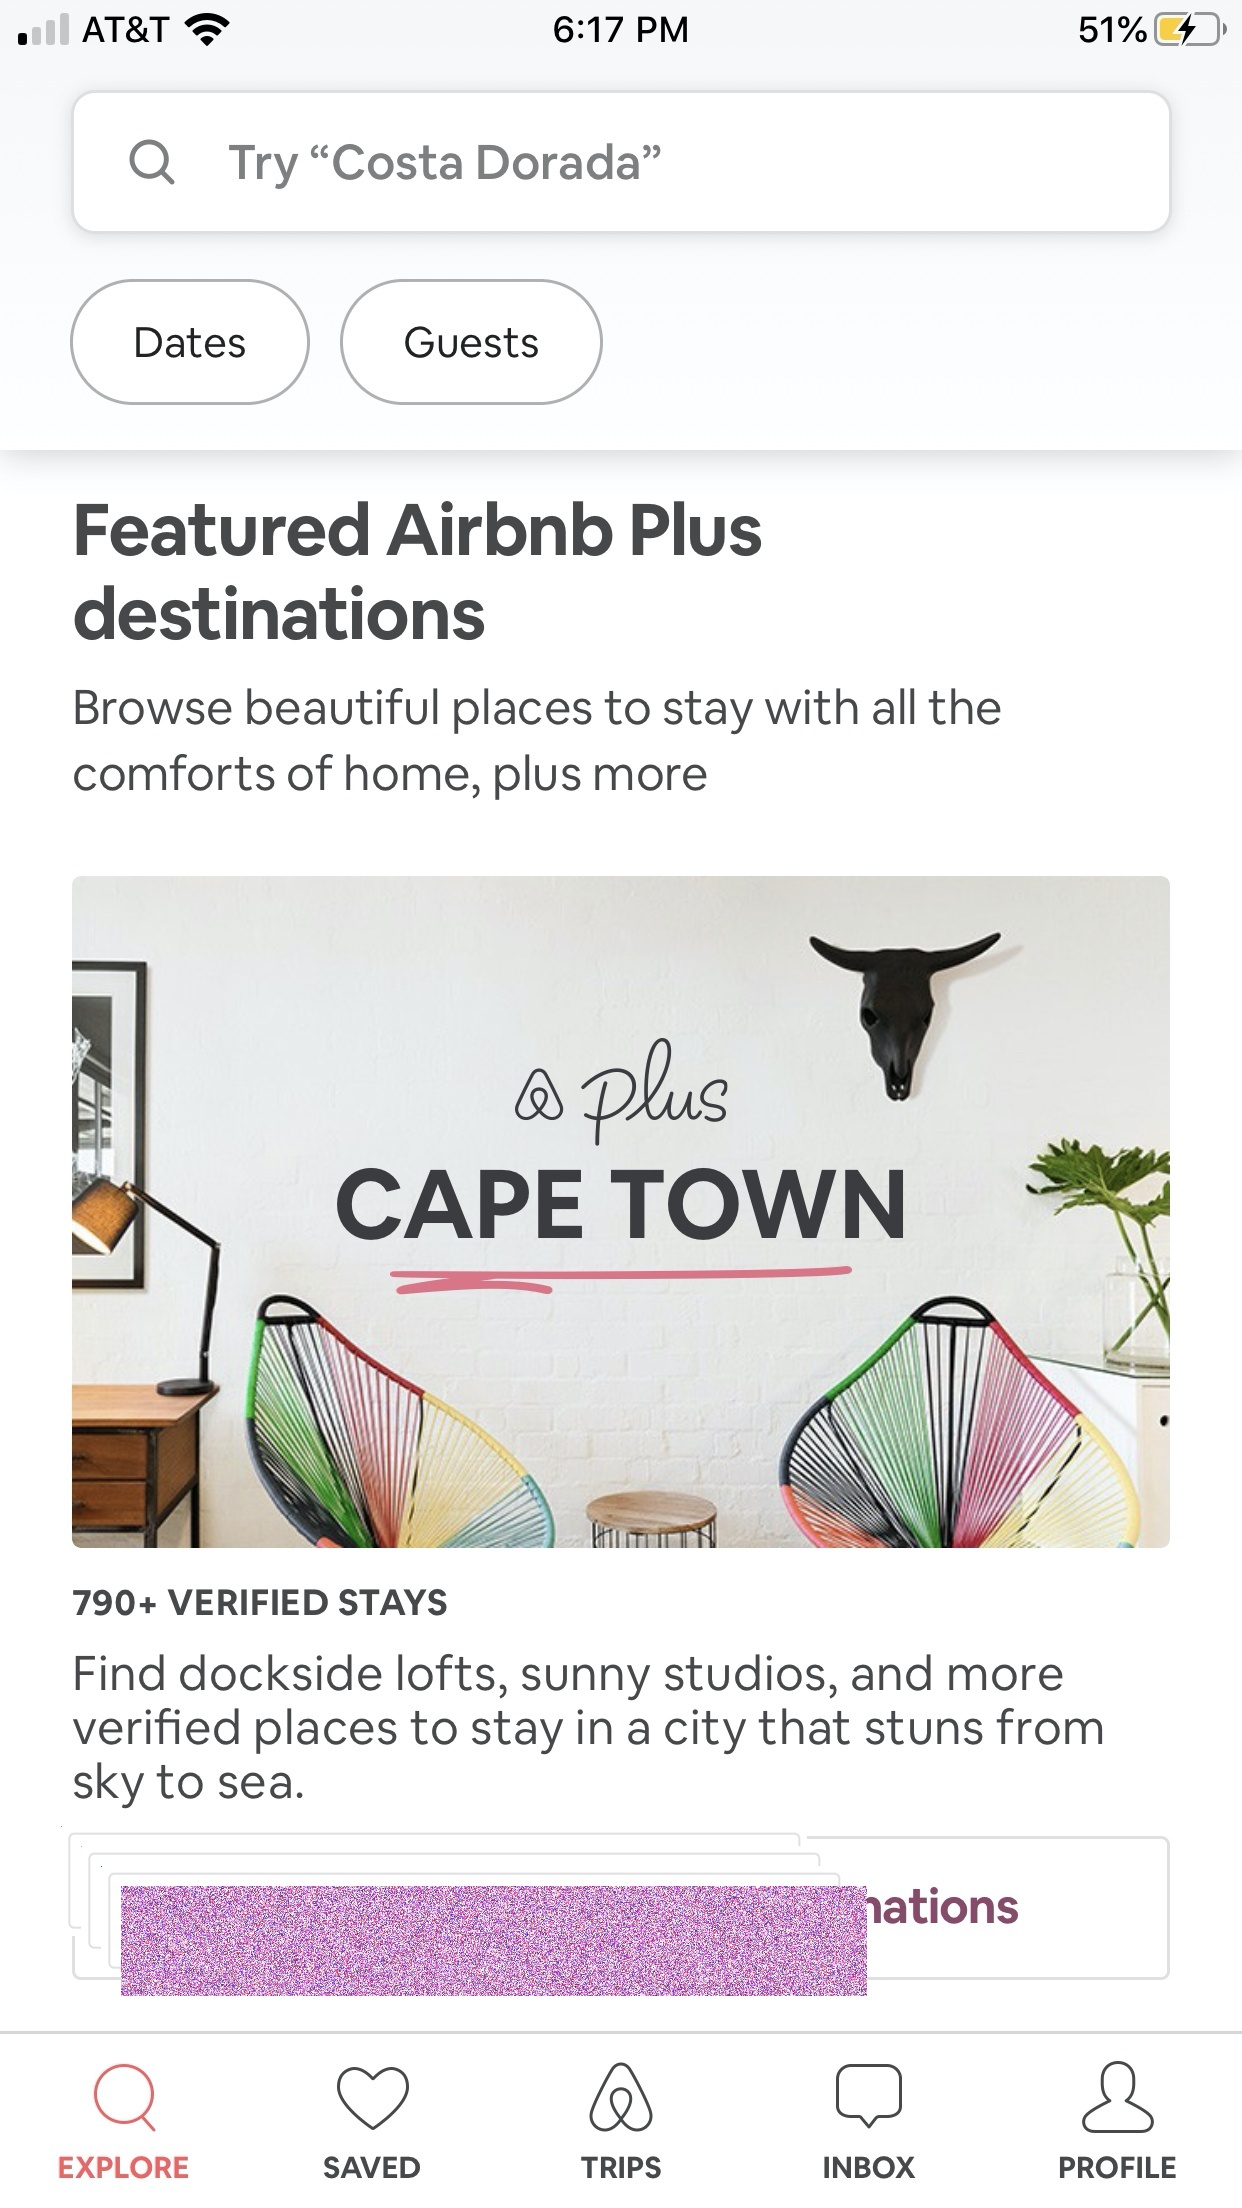 AT&T 6:17 PM 51%
Try “Costa Dorada”
Dates Guests
Featured Airbnb Plus
destinations
Browse beautiful places to stay with all the
comforts of home, plus more
plus
CAPE TOWN
790+ VERIFIED STAYS
Find dockside lofts, sunny studios, and more
verified places to stay in a city that stuns from
sky to sea.
EXPLORE SAVED TRIPS INBOX PROFILE